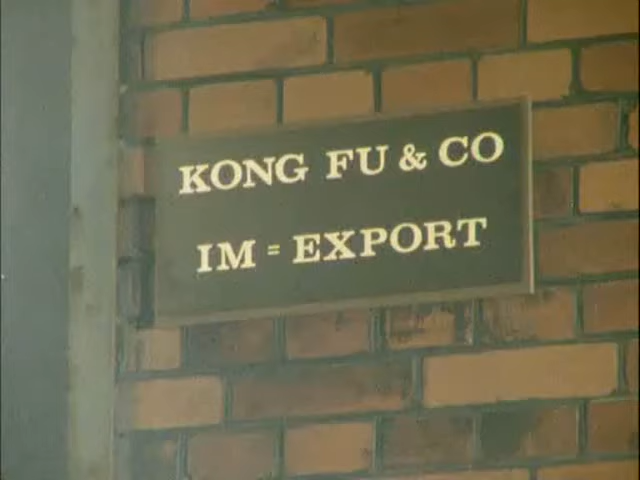 KONG FU & CO
IM = EXPORT